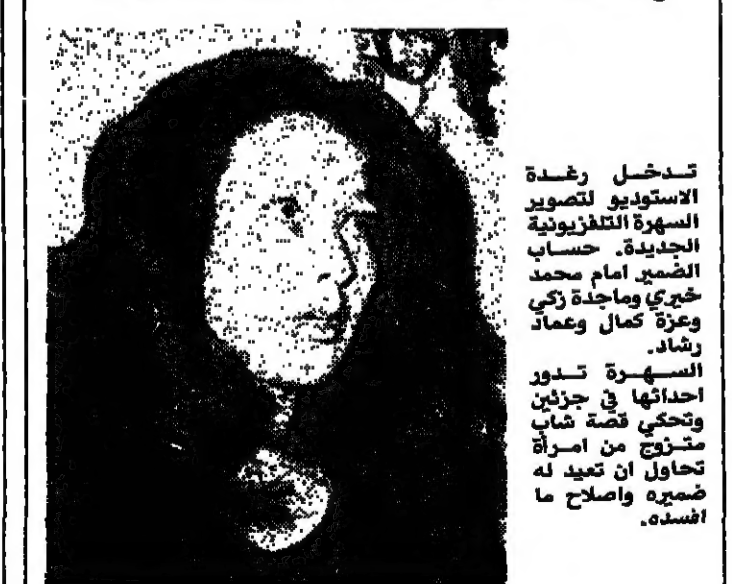 تدخل رغدة
الاستوديو لتصوير
السهرة التلفزيونية
الجديدة. حساب
الضمير امام محمد
خيري وماجدة زكي
وعزة كمال وعماد
رشاد.
السهرة تدور
احداثها في جزئين
وتحكي قصة شاب
متزوج من امرأة
تحاول ان تعيد له
ضميره واصلاح ما
افسده.